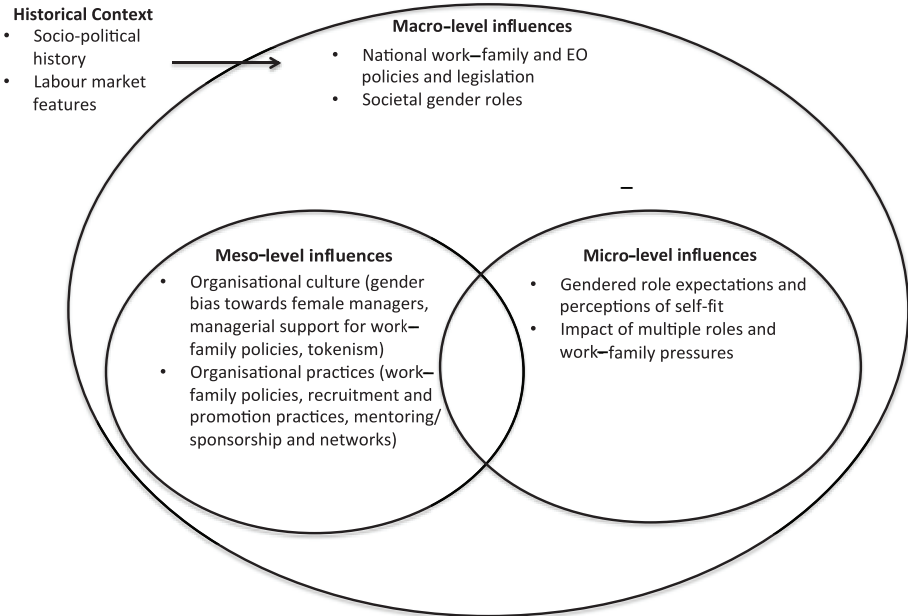 Historical Context
• Socio-political
history
• Labour market
features
Macro–level influences
• National work–family and EO
policies and legislation
• Societal gender roles
–
Meso–level influences
• Organisational culture (gender
bias towards female managers,
managerial support for work–
family policies, tokenism)
• Organisational practices (work–
family policies, recruitment and
promotion practices, mentoring/
sponsorship and networks)
Micro–level influences
• Gendered role expectations and
perceptions of self-fit
• Impact of multiple roles and
work–family pressures